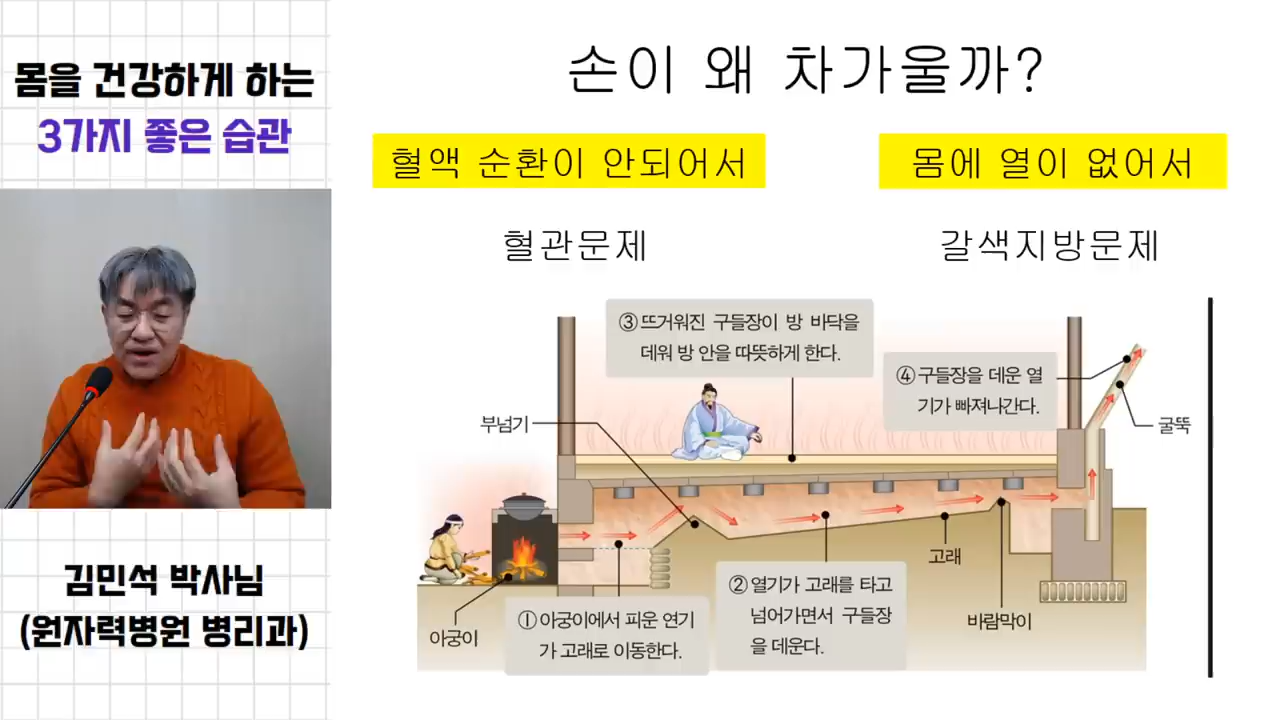 몸을 건강하게 하는
3가지 좋은 습관
김민석 박사님
(원자력병원 병리과)
손이 왜 차가울까?
혈액 순환이 안되어서
몸에 열이 없어서
혈관문제
갈색지방문제
③ 뜨거워진 구들장이 방 바닥을
데워 방 안을 따뜻하게 한다.
④ 구들장을 데운 열
기가 빠져나간다.
부넘기
굴뚝
고래
② 열기가 고래를 타고
넘어가면서 구들장
을 데운다.
바람막이
① 아궁이에서 피운 연기
가 고래로 이동한다.
아궁이